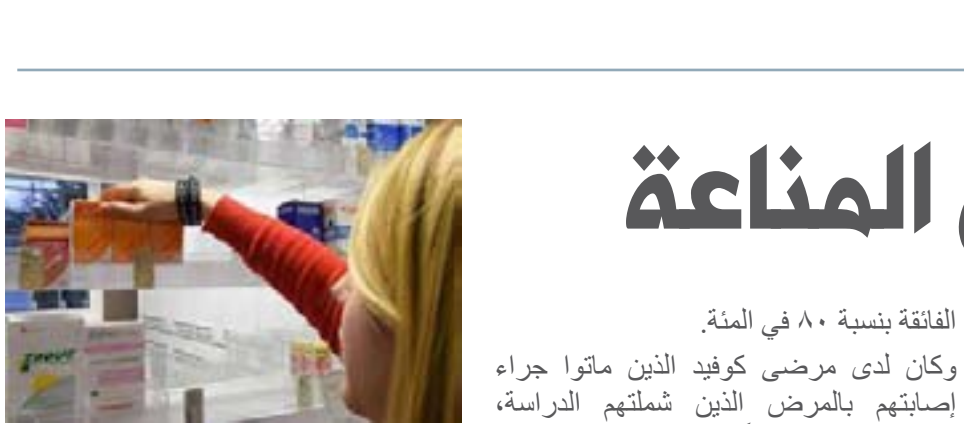 المناعة
الفائقة بنسبة ٨٠ في المئة.
وكان لدى مرضى كوفيد الذين ماتوا جراء
إصابتهم بالمرض الذين شملتهم الدراسة،